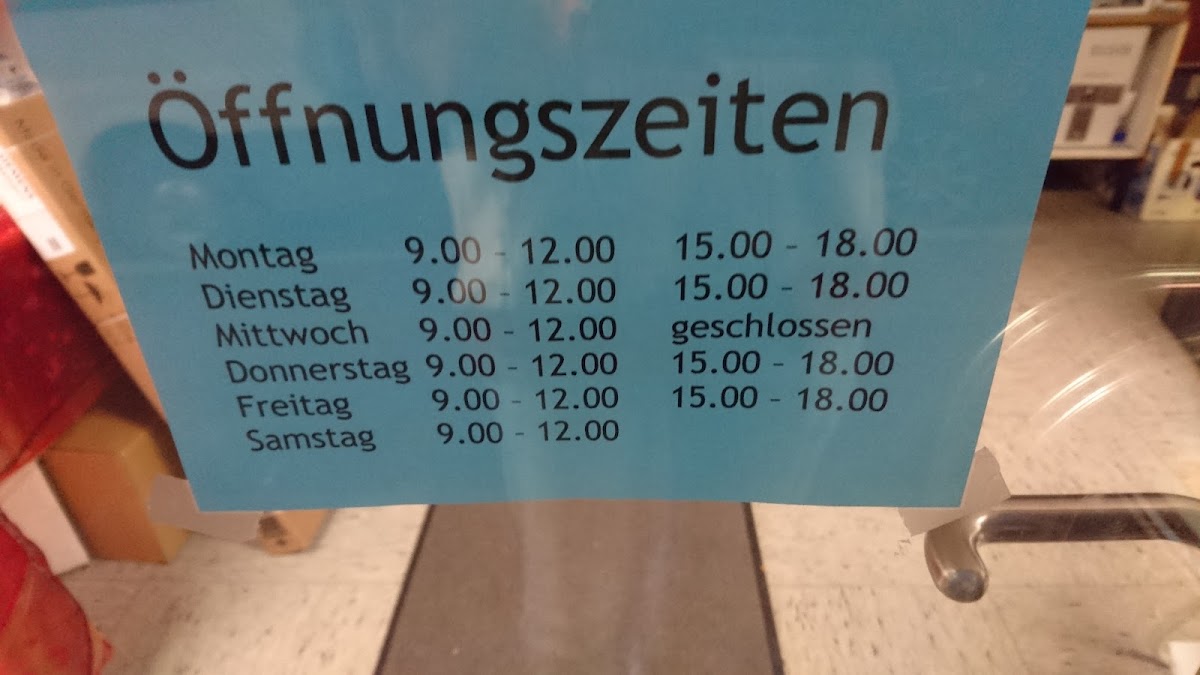 Öffnungszeiten
Montag 9.00 - 12.00 15.00 - 18.00
Dienstag 9.00 - 12.00 15.00 - 18.00
Mittwoch 9.00 - 12.00 geschlossen
Donnerstag 9.00 - 12.00 15.00 - 18.00
Freitag 9.00 - 12.00 15.00 - 18.00
Samstag 9.00 - 12.00